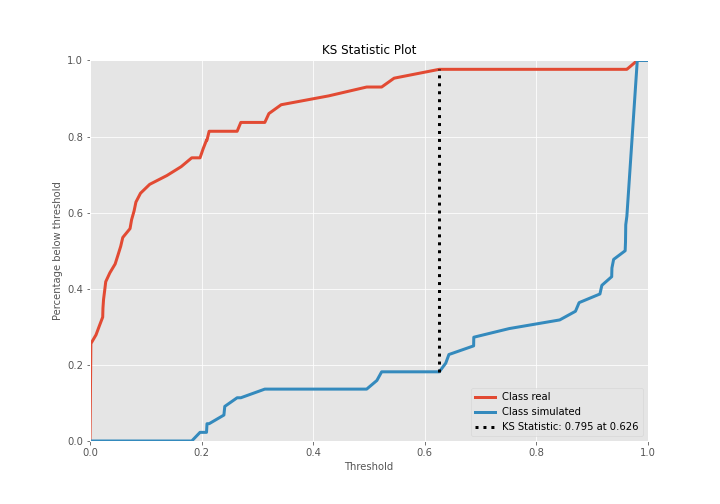 KS Statistic Plot
1.0
0.8
0.6
0.4
0.2
0.0
Percentage below threshold
0.0 0.2 0.4 0.6 0.8 1.0
Threshold
Class real
Class simulated
KS Statistic: 0.795 at 0.626